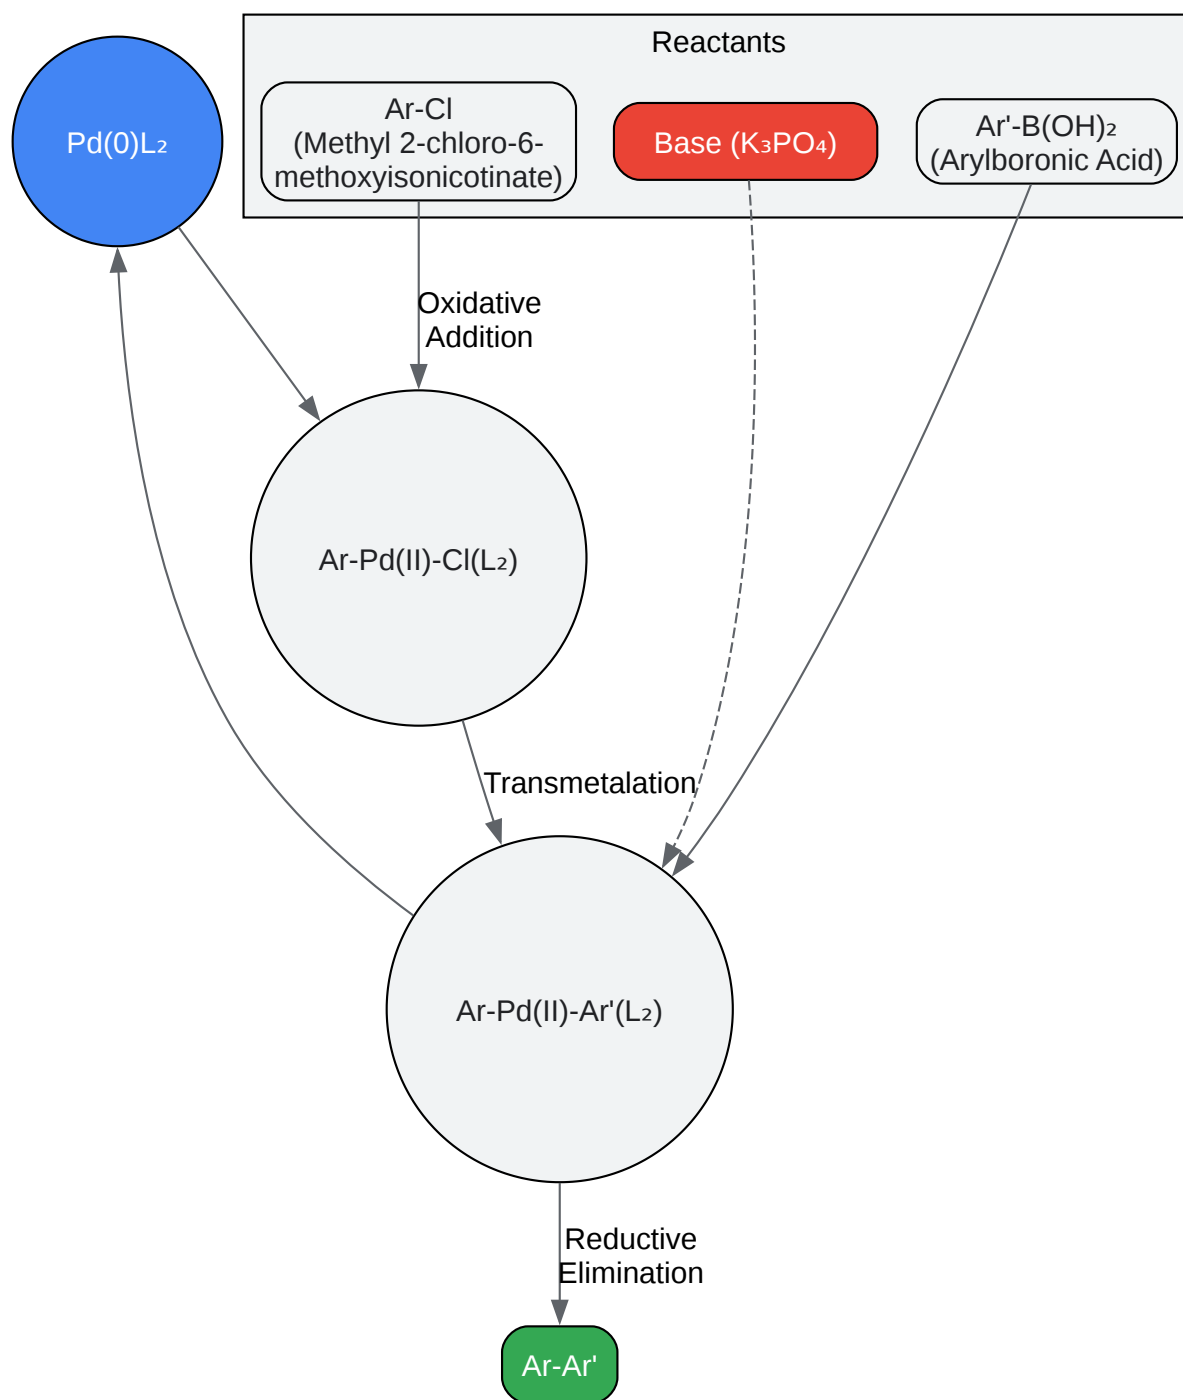 Reactants
Pd(0)L₂
Ar-Cl
(Methyl 2-chloro-6-
methoxyisonicotinate)
Base (K₃PO₄)
Ar'-B(OH)₂
(Arylboronic Acid)
Oxidative
Addition
Ar-Pd(II)-Cl(L₂)
Transmetalation
Ar-Pd(II)-Ar'(L₂)
Reductive
Elimination
Ar-Ar'